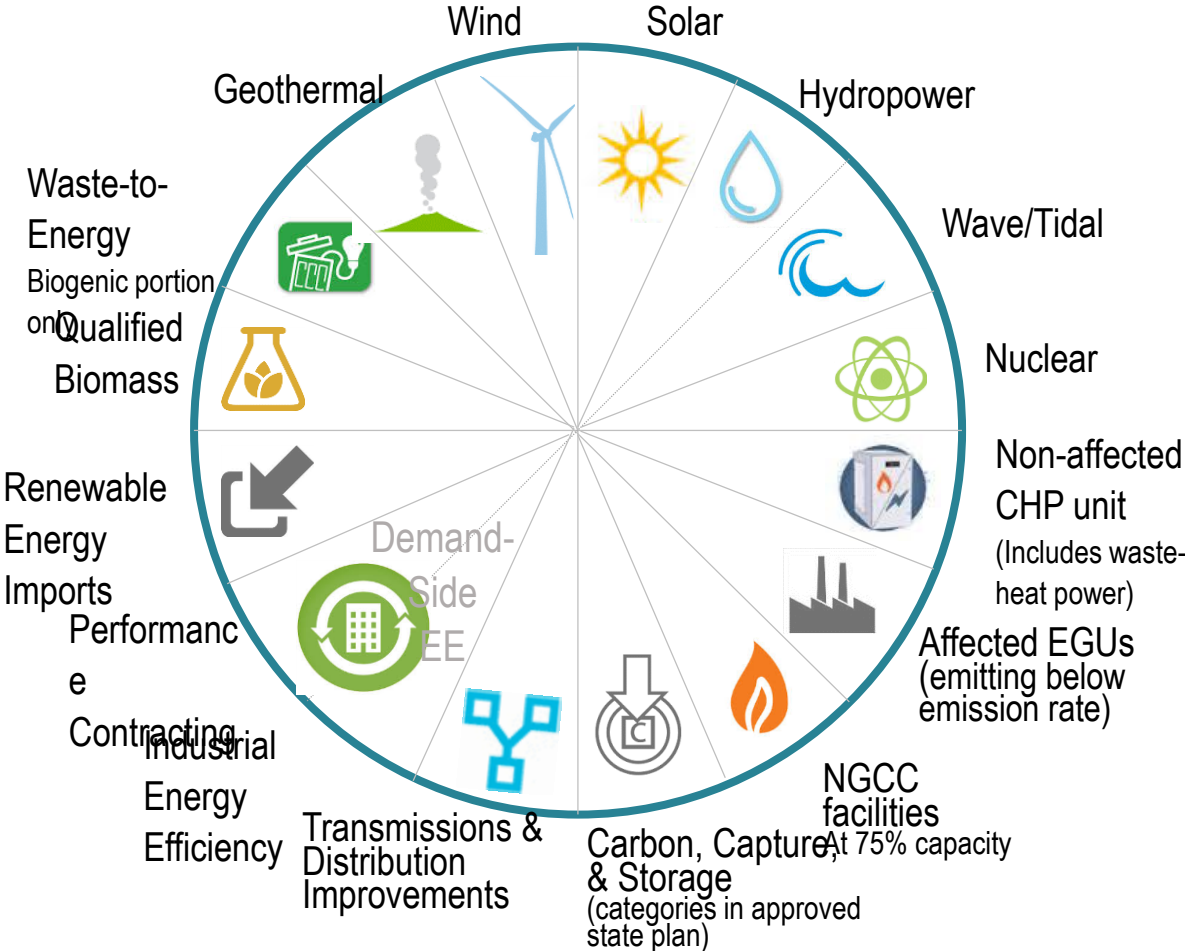 Wind
Solar
Geothermal
Hydropower
Waste-to-
Energy
Biogenic portion
only
Wave/Tidal
Qualified
Biomass
Nuclear
Non-affected
CHP unit
(Includes waste-
heat power)
Renewable
Energy
Imports
Demand-
Side
EE
Performanc
e
Contracting
Affected EGUs
(emitting below
emission rate)
Industrial
Energy
Efficiency
C
NGCC
facilities
At 75% capacity
Transmissions &
Distribution
Improvements
Carbon, Capture,
& Storage
(categories in approved
state plan)